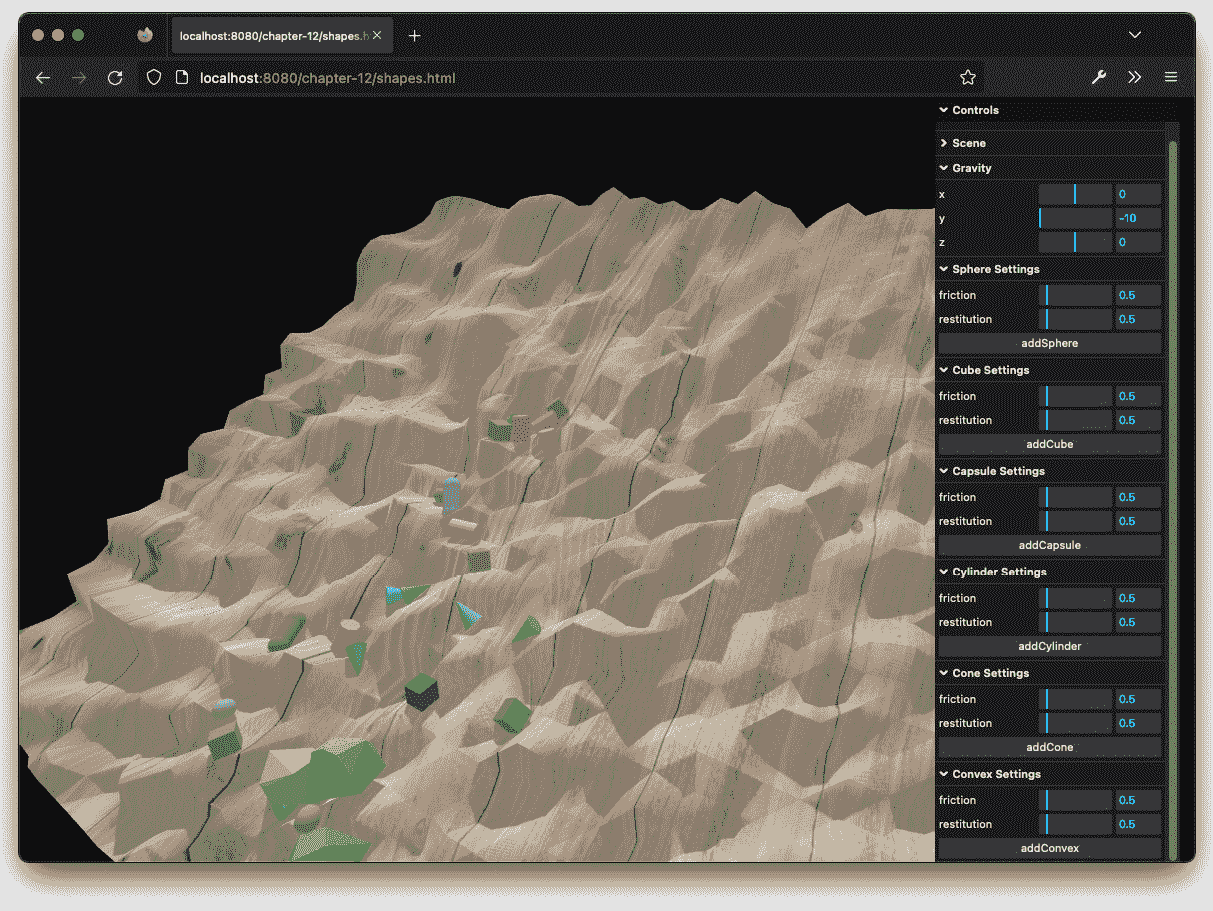 localhost:8080/chapter-12/shapes.h
localhost:8080/chapter-12/shapes.html
Controls
Scene
Gravity
x 0
y -10
z 0
Sphere Settings
friction 0.5
restitution 0.5
addSphere
Cube Settings
friction 0.5
restitution 0.5
addCube
Capsule Settings
friction 0.5
restitution 0.5
addCapsule
Cylinder Settings
friction 0.5
restitution 0.5
addCylinder
Cone Settings
friction 0.5
restitution 0.5
addCone
Convex Settings
friction 0.5
restitution 0.5
addConvex